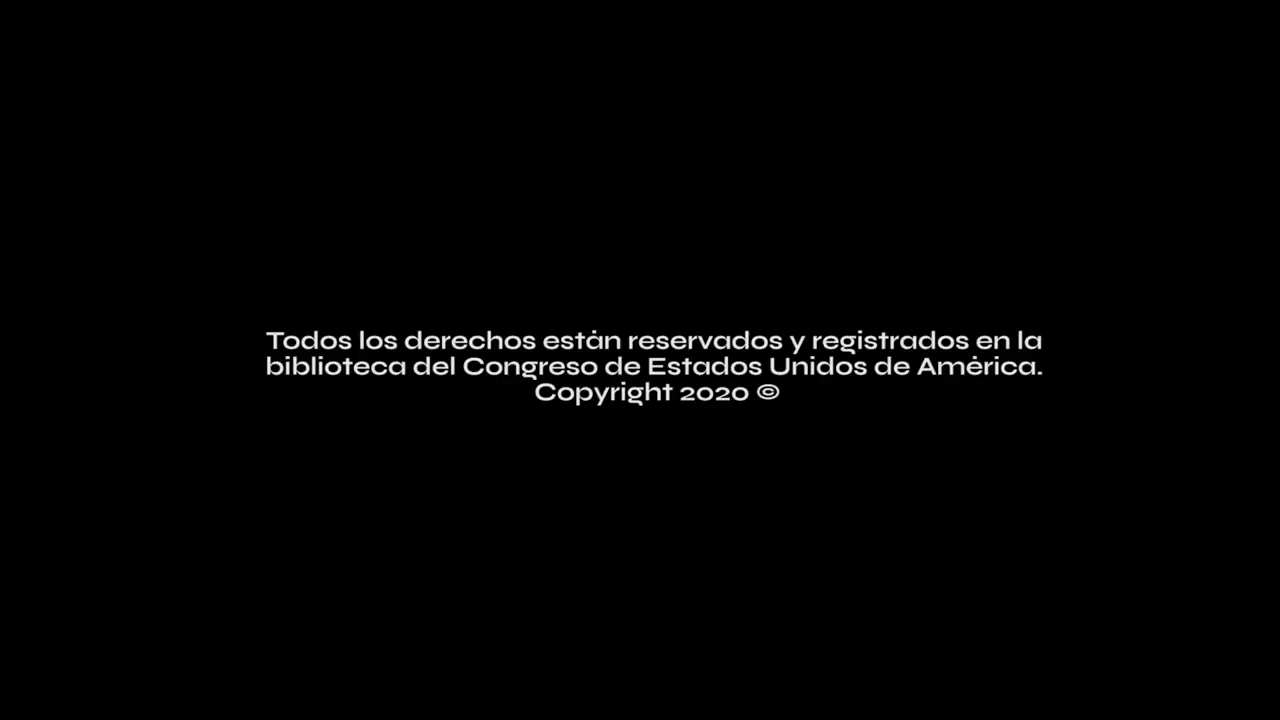 Todos los derechos están reservados y registrados en la
biblioteca del Congreso de Estados Unidos de América.
Copyright 2020 ©